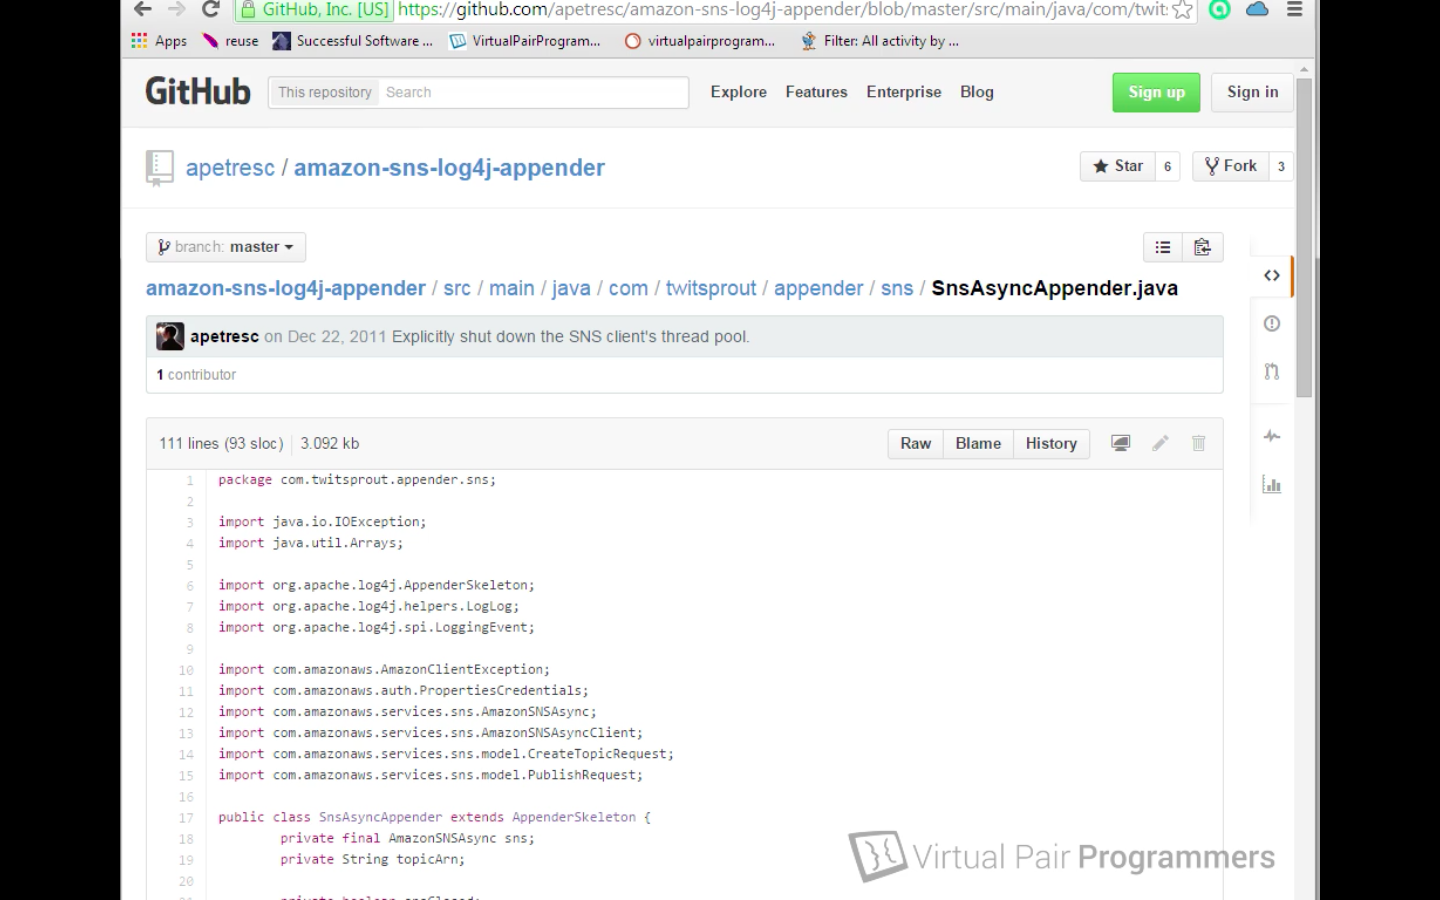 GitHub, Inc. [US] https://github.com/apetresc/amazon-sns-log4j-appender/blob/master/src/main/java/com/twit
Apps reuse Successful Software ... VirtualPairProgram... virtualpairprogram... Filter: All activity by ...
GitHub This repository Search Explore Features Enterprise Blog Sign up Sign in
apetresc / amazon-sns-log4j-appender Star 6 Fork 3
branch: master
amazon-sns-log4j-appender / src / main / java / com / twitsprout / appender / sns / SnsAsyncAppender.java
apetresc on Dec 22, 2011 Explicitly shut down the SNS client's thread pool.
1 contributor
111 lines (93 sloc) 3.092 kb Raw Blame History
1 package com.twitsprout.appender.sns;
2
3 import java.io.IOException;
4 import java.util.Arrays;
5
6 import org.apache.log4j.AppenderSkeleton;
7 import org.apache.log4j.helpers.LogLog;
8 import org.apache.log4j.spi.LoggingEvent;
9
10 import com.amazonaws.AmazonClientException;
11 import com.amazonaws.auth.PropertiesCredentials;
12 import com.amazonaws.services.sns.AmazonSNSAsync;
13 import com.amazonaws.services.sns.AmazonSNSAsyncClient;
14 import com.amazonaws.services.sns.model.CreateTopicRequest;
15 import com.amazonaws.services.sns.model.PublishRequest;
16
17 public class SnsAsyncAppender extends AppenderSkeleton {
18 private final AmazonSNSAsync sns;
19 private String topicArn;
20
Virtual Pair Programmers